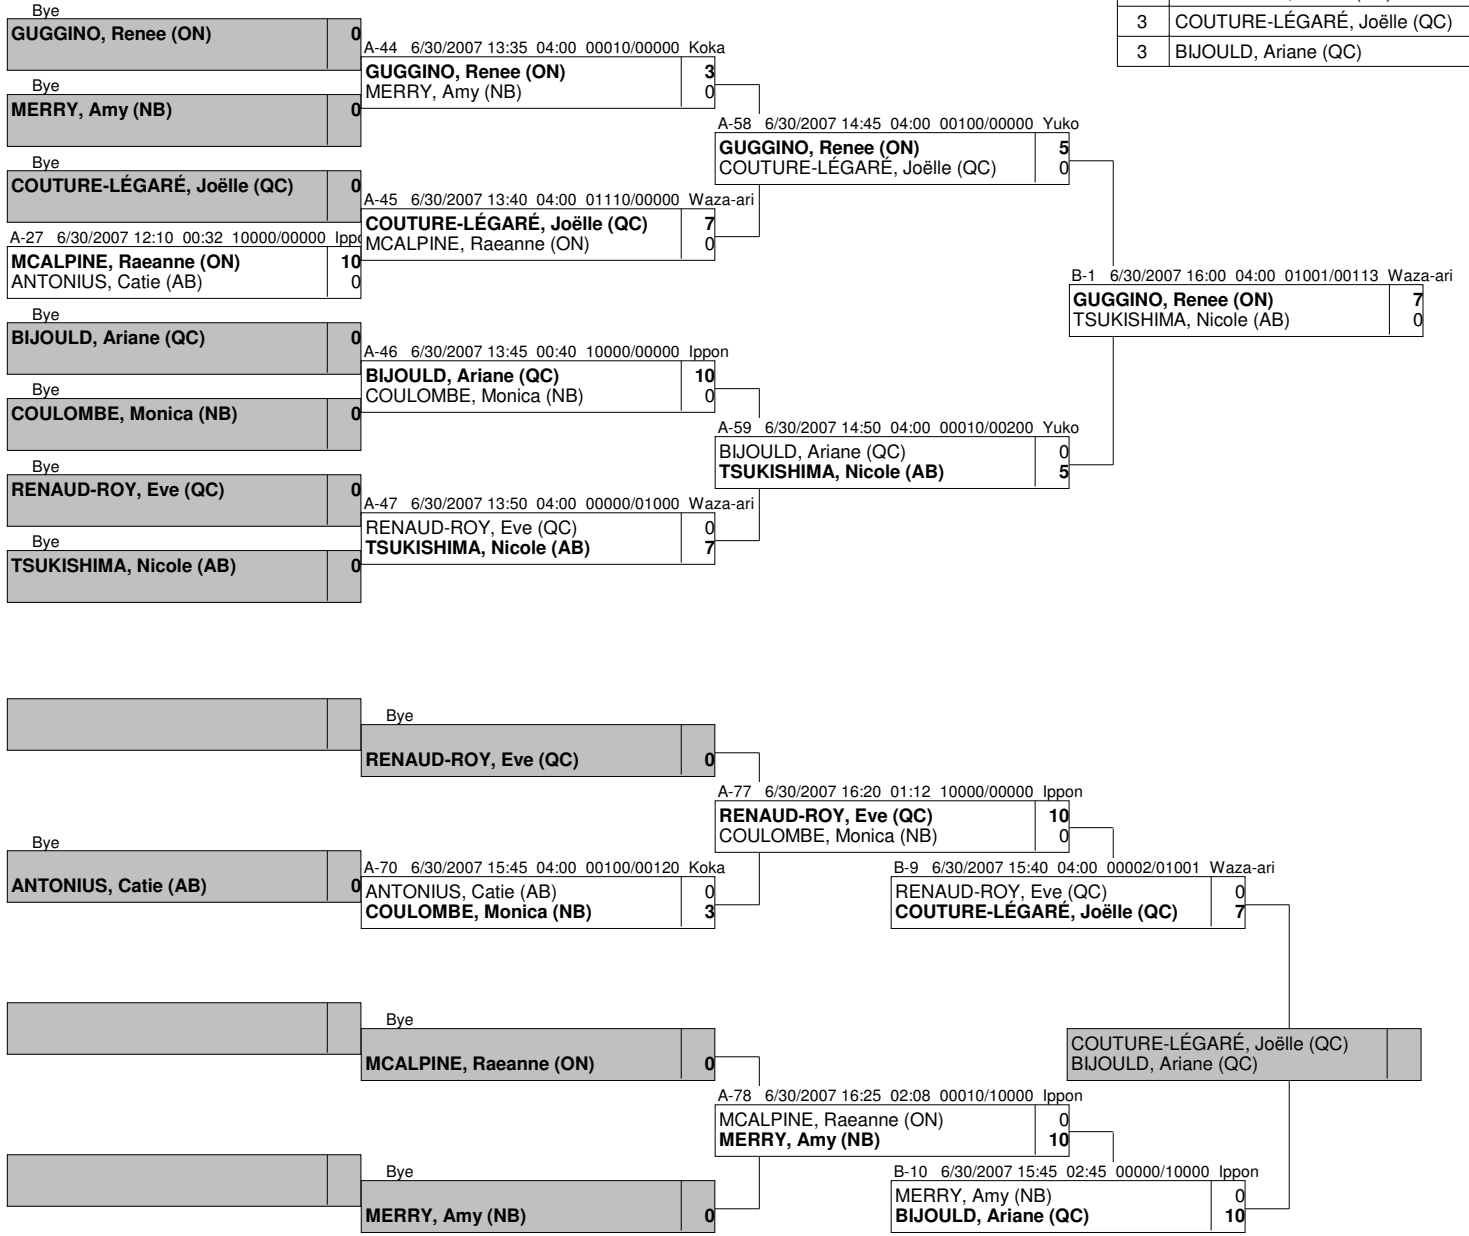 3 COUTURE-LÉGARÉ, Joëlle (QC)
3 BIJOULD, Ariane (QC)
Bye
GUGGINO, Renee (ON) 0
Bye
MERRY, Amy (NB) 0
Bye
COUTURE-LÉGARÉ, Joëlle (QC) 0
A-27 6/30/2007 12:10 00:32 10000/00000
MCALPINE, Raeanne (ON) 10
ANTONIUS, Catie (AB) 0
Bye
BIJOULD, Ariane (QC) 0
Bye
COULOMBE, Monica (NB) 0
Bye
RENAUD-ROY, Eve (QC) 0
Bye
TSUKISHIMA, Nicole (AB) 0
A-44 6/30/2007 13:35 04:00 00010/00000 Koka
GUGGINO, Renee (ON) 3
MERRY, Amy (NB) 0
A-45 6/30/2007 13:40 04:00 01110/00000 Waza-ari
COUTURE-LÉGARÉ, Joëlle (QC) 7
MCALPINE, Raeanne (ON) 0
A-46 6/30/2007 13:45 00:40 10000/00000 Ippon
BIJOULD, Ariane (QC) 10
COULOMBE, Monica (NB) 0
A-47 6/30/2007 13:50 04:00 00000/01000 Waza-ari
RENAUD-ROY, Eve (QC) 0
TSUKISHIMA, Nicole (AB) 7
A-58 6/30/2007 14:45 04:00 00100/00000 Yuko
GUGGINO, Renee (ON) 5
COUTURE-LÉGARÉ, Joëlle (QC) 0
A-59 6/30/2007 14:50 04:00 00010/00200 Yuko
BIJOULD, Ariane (QC) 0
TSUKISHIMA, Nicole (AB) 5
B-1 6/30/2007 16:00 04:00 01001/00113 Waza-ari
GUGGINO, Renee (ON) 7
TSUKISHIMA, Nicole (AB) 0
Bye
RENAUD-ROY, Eve (QC) 0
Bye
ANTONIUS, Catie (AB) 0
A-70 6/30/2007 15:45 04:00 00100/00120 Koka
ANTONIUS, Catie (AB) 0
COULOMBE, Monica (NB) 3
A-77 6/30/2007 16:20 01:12 10000/00000 Ippon
RENAUD-ROY, Eve (QC) 10
COULOMBE, Monica (NB) 0
B-9 6/30/2007 15:40 04:00 00002/01001 Waza-ari
RENAUD-ROY, Eve (QC) 0
COUTURE-LÉGARÉ, Joëlle (QC) 7
Bye
MCALPINE, Raeanne (ON) 0
Bye
MERRY, Amy (NB) 0
A-78 6/30/2007 16:25 02:08 00010/10000 Ippon
MCALPINE, Raeanne (ON) 0
MERRY, Amy (NB) 10
B-10 6/30/2007 15:45 02:45 00000/10000 Ippon
MERRY, Amy (NB) 0
BIJOULD, Ariane (QC) 10
COUTURE-LÉGARÉ, Joëlle (QC)
BIJOULD, Ariane (QC)